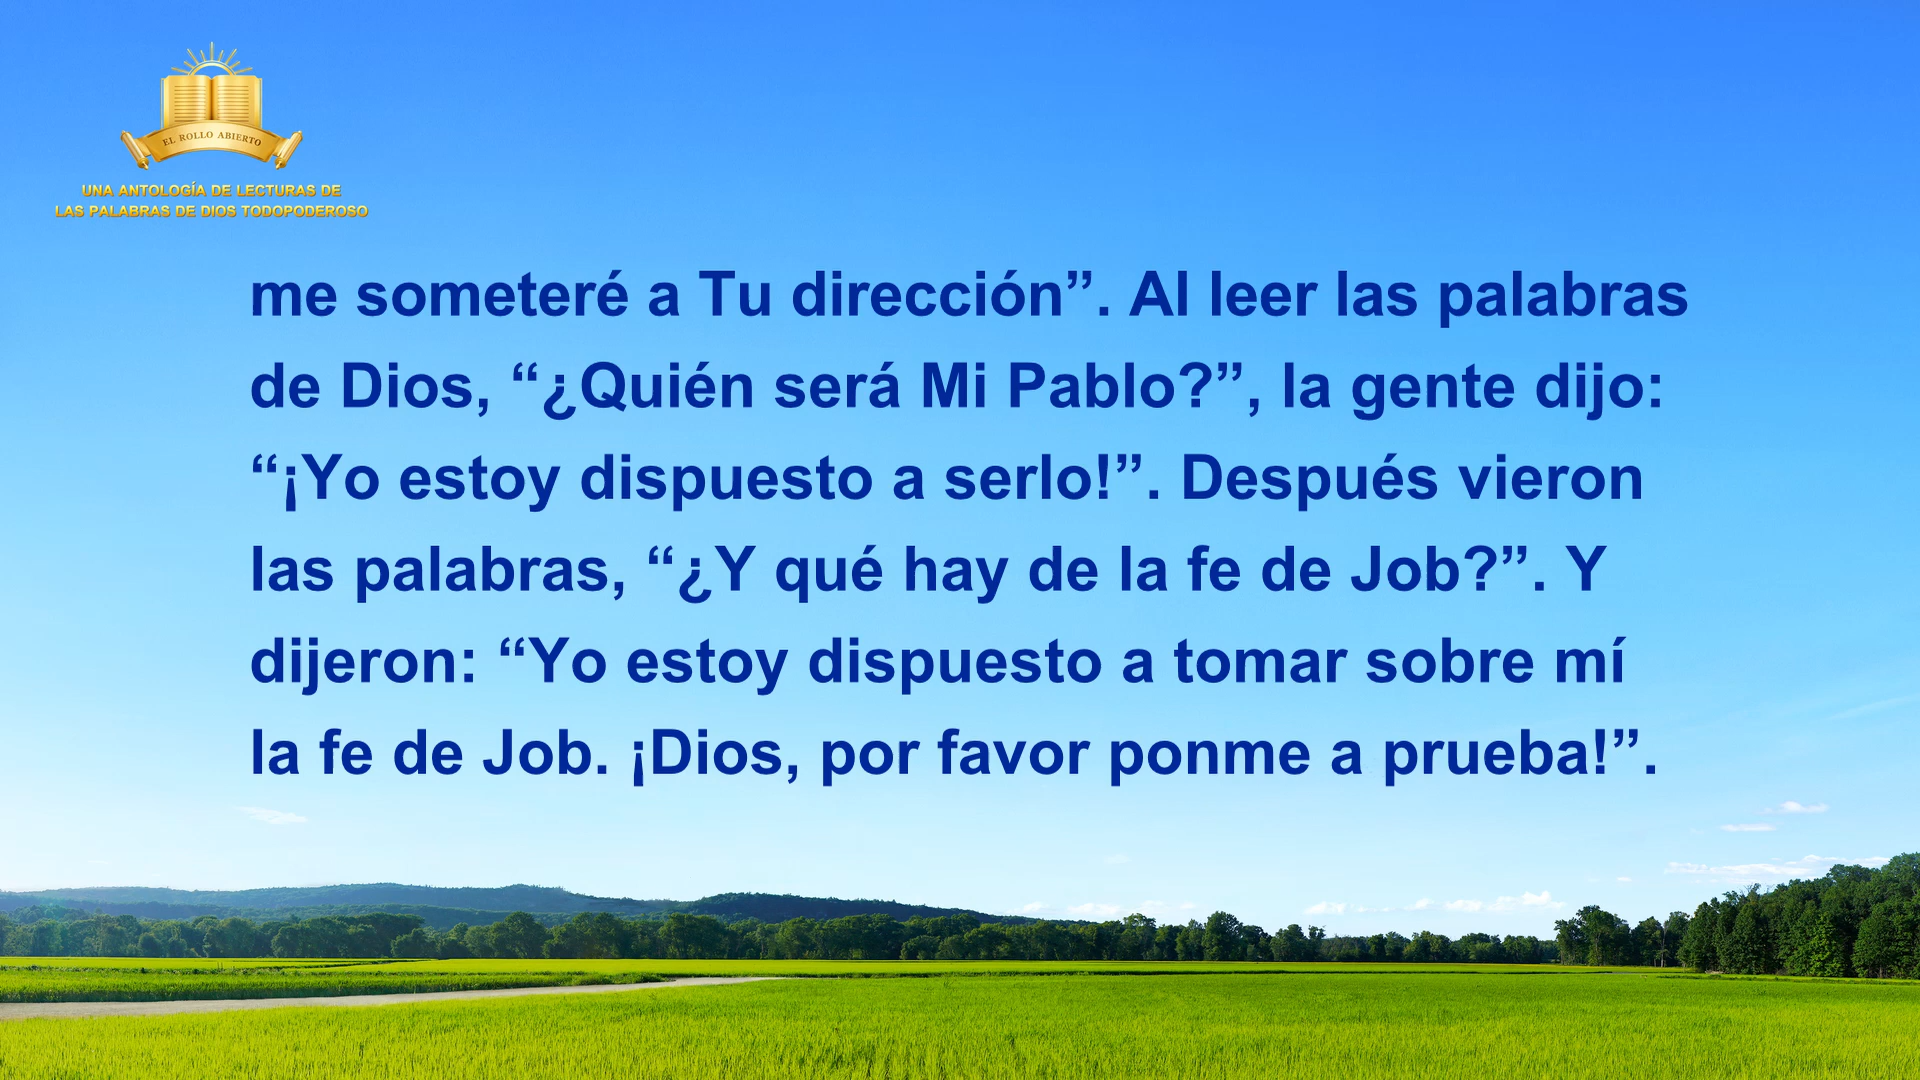 EL ROLLO ABIERTO
UNA ANTOLOGÍA DE LECTURAS DE
LAS PALABRAS DE DIOS TODOPODEROSO
me someteré a Tu dirección”. Al leer las palabras
de Dios, “¿Quién será Mi Pablo?”, la gente dijo:
“¡Yo estoy dispuesto a serlo!”. Después vieron
las palabras, “¿Y qué hay de la fe de Job?”. Y
dijeron: “Yo estoy dispuesto a tomar sobre mí
la fe de Job. ¡Dios, por favor ponme a prueba!”.